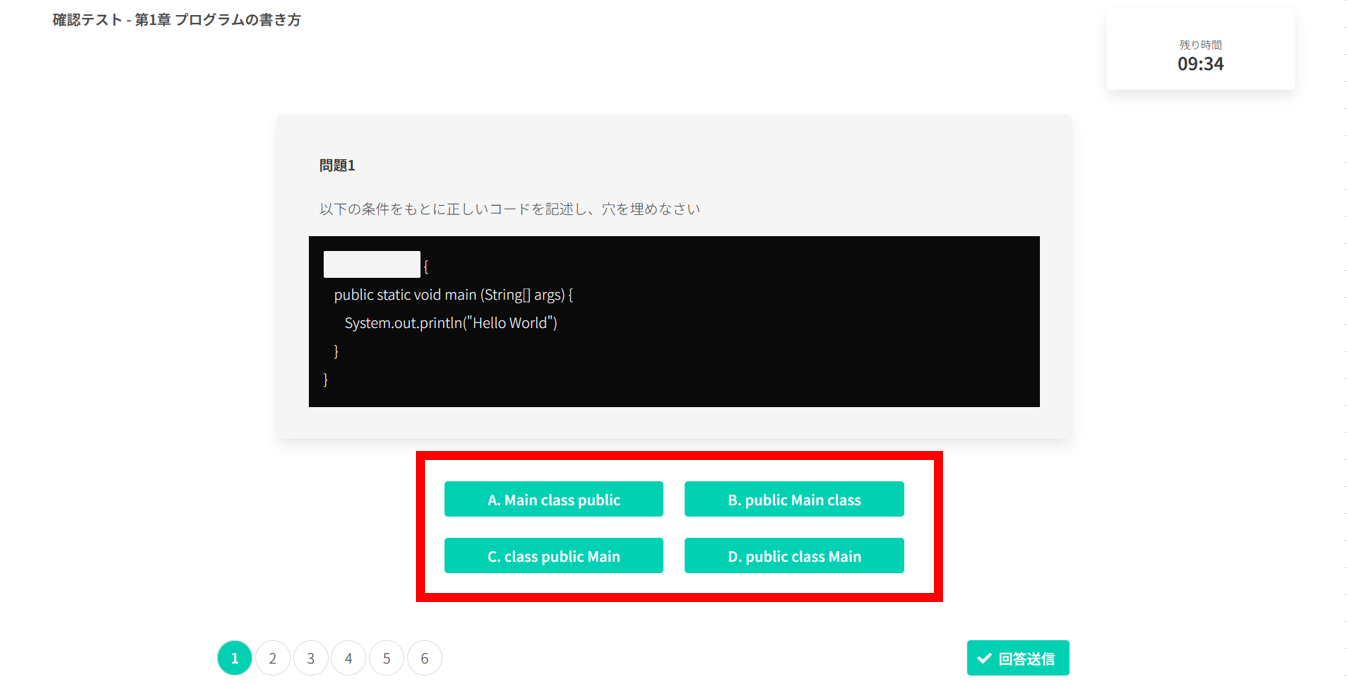 確認テスト - 第1章 プログラムの書き方
残り時間
09:34
問題1
以下の条件をもとに正しいコードを記述し、穴を埋めなさい
{
public static void main (String[] args) {
System.out.println("Hello World")
}
}
A. Main class public
B. public Main class
C. class public Main
D. public class Main
1 2 3 4 5 6
回答送信